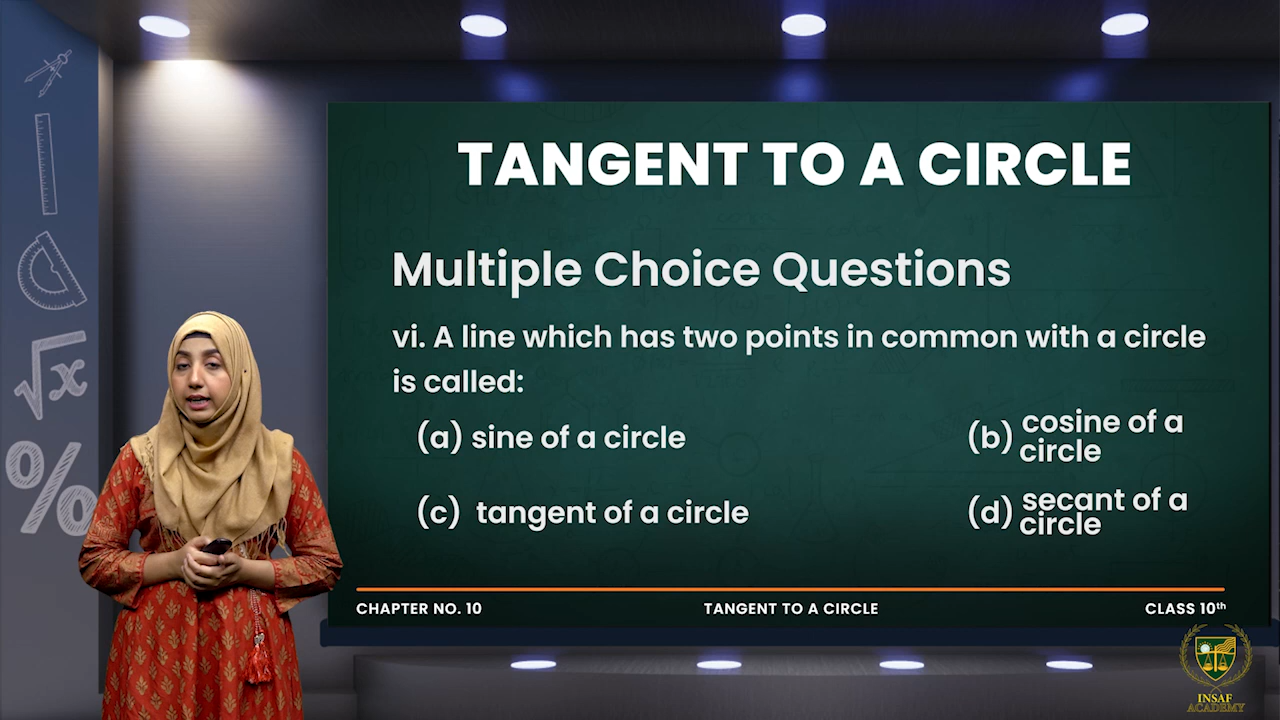 TANGENT TO A CIRCLE
Multiple Choice Questions
vi. A line which has two points in common with a circle
is called:
(a) sine of a circle
(b) cosine of a
circle
(c) tangent of a circle
(d) secant of a
circle
CHAPTER NO. 10
TANGENT TO A CIRCLE
CLASS 10th
√x
%
INSAF
ACADEMY